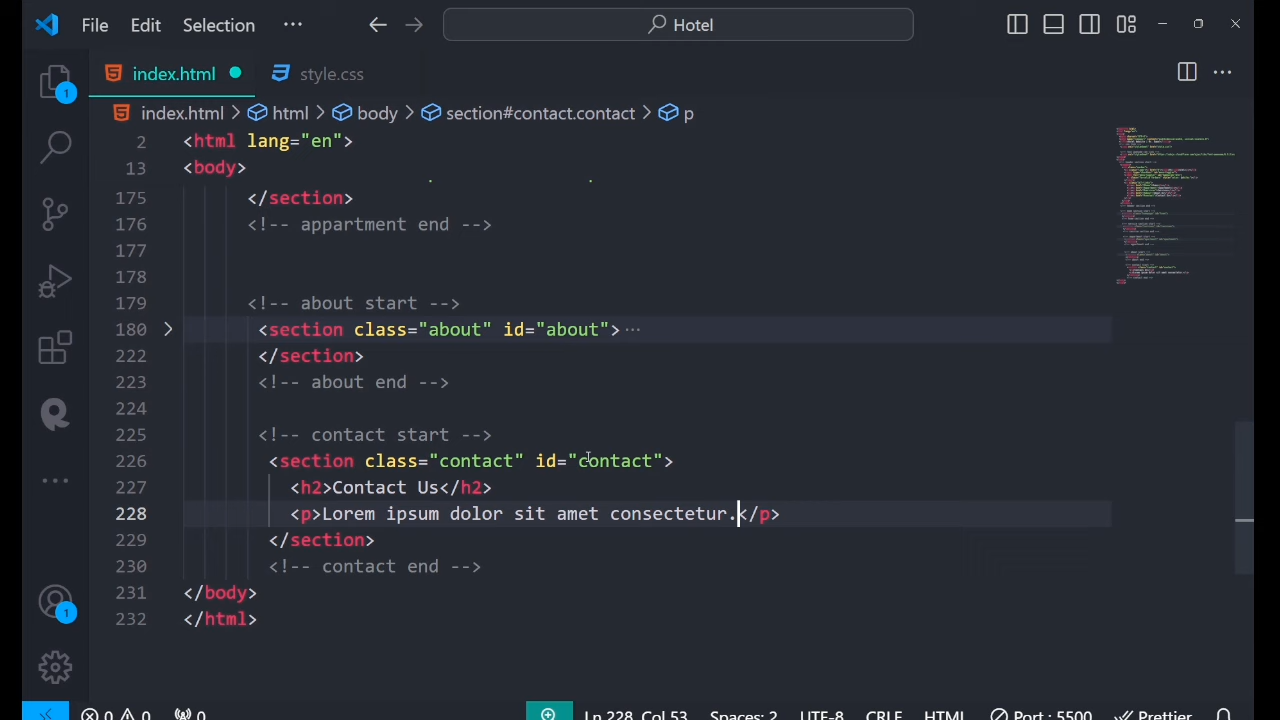 File Edit Selection ··· Hotel
index.html style.css
index.html > html > body > section#contact.contact > p
2 <html lang="en">
13 <body>
175 </section>
176 <!-- appartment end -->
177
178
179 <!-- about start -->
180 <section class="about" id="about">···
222 </section>
223 <!-- about end -->
224
225 <!-- contact start -->
226 <section class="contact" id="contact">
227 <h2>Contact Us</h2>
228 <p>Lorem ipsum dolor sit amet consectetur.</p>
229 </section>
230 <!-- contact end -->
231 </body>
232 </html>
1
1
0 0 0 Ln 228, Col 53 Spaces: 2 UTF-8 CRLF HTML Port : 5500 Prettier